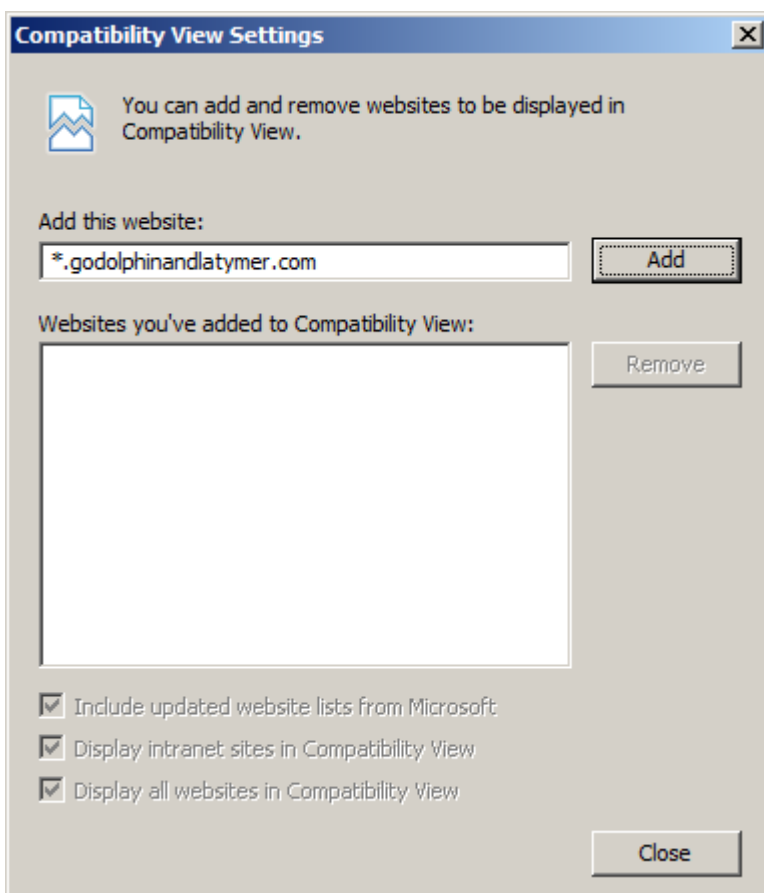 Compatibility View Settings
You can add and remove websites to be displayed in
Compatibility View.
Add this website:
*.godolphinandlatymer.com
Add
Websites you've added to Compatibility View:
Remove
Include updated website lists from Microsoft
Display intranet sites in Compatibility View
Display all websites in Compatibility View
Close